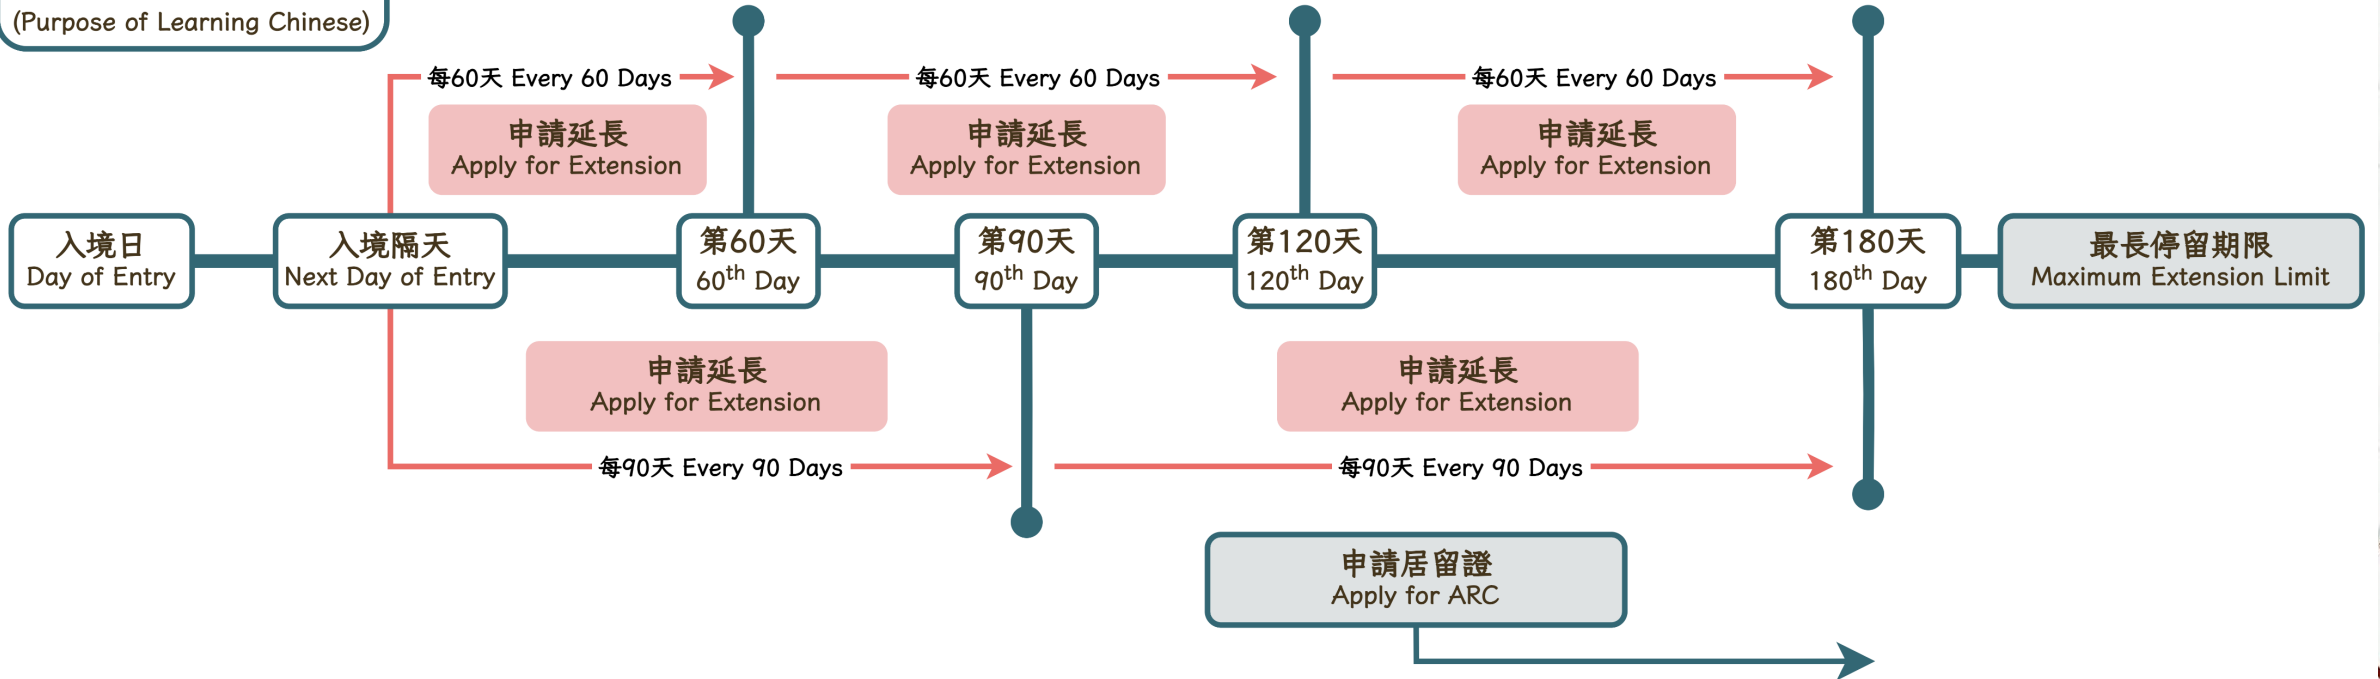 (Purpose of Learning Chinese)
每60天 Every 60 Days
每60天 Every 60 Days
每60天 Every 60 Days
申請延長
Apply for Extension
申請延長
Apply for Extension
申請延長
Apply for Extension
入境日
Day of Entry
入境隔天
Next Day of Entry
第60天
60th Day
第90天
90th Day
第120天
120th Day
第180天
180th Day
最長停留期限
Maximum Extension Limit
申請延長
Apply for Extension
申請延長
Apply for Extension
每90天 Every 90 Days
每90天 Every 90 Days
申請居留證
Apply for ARC